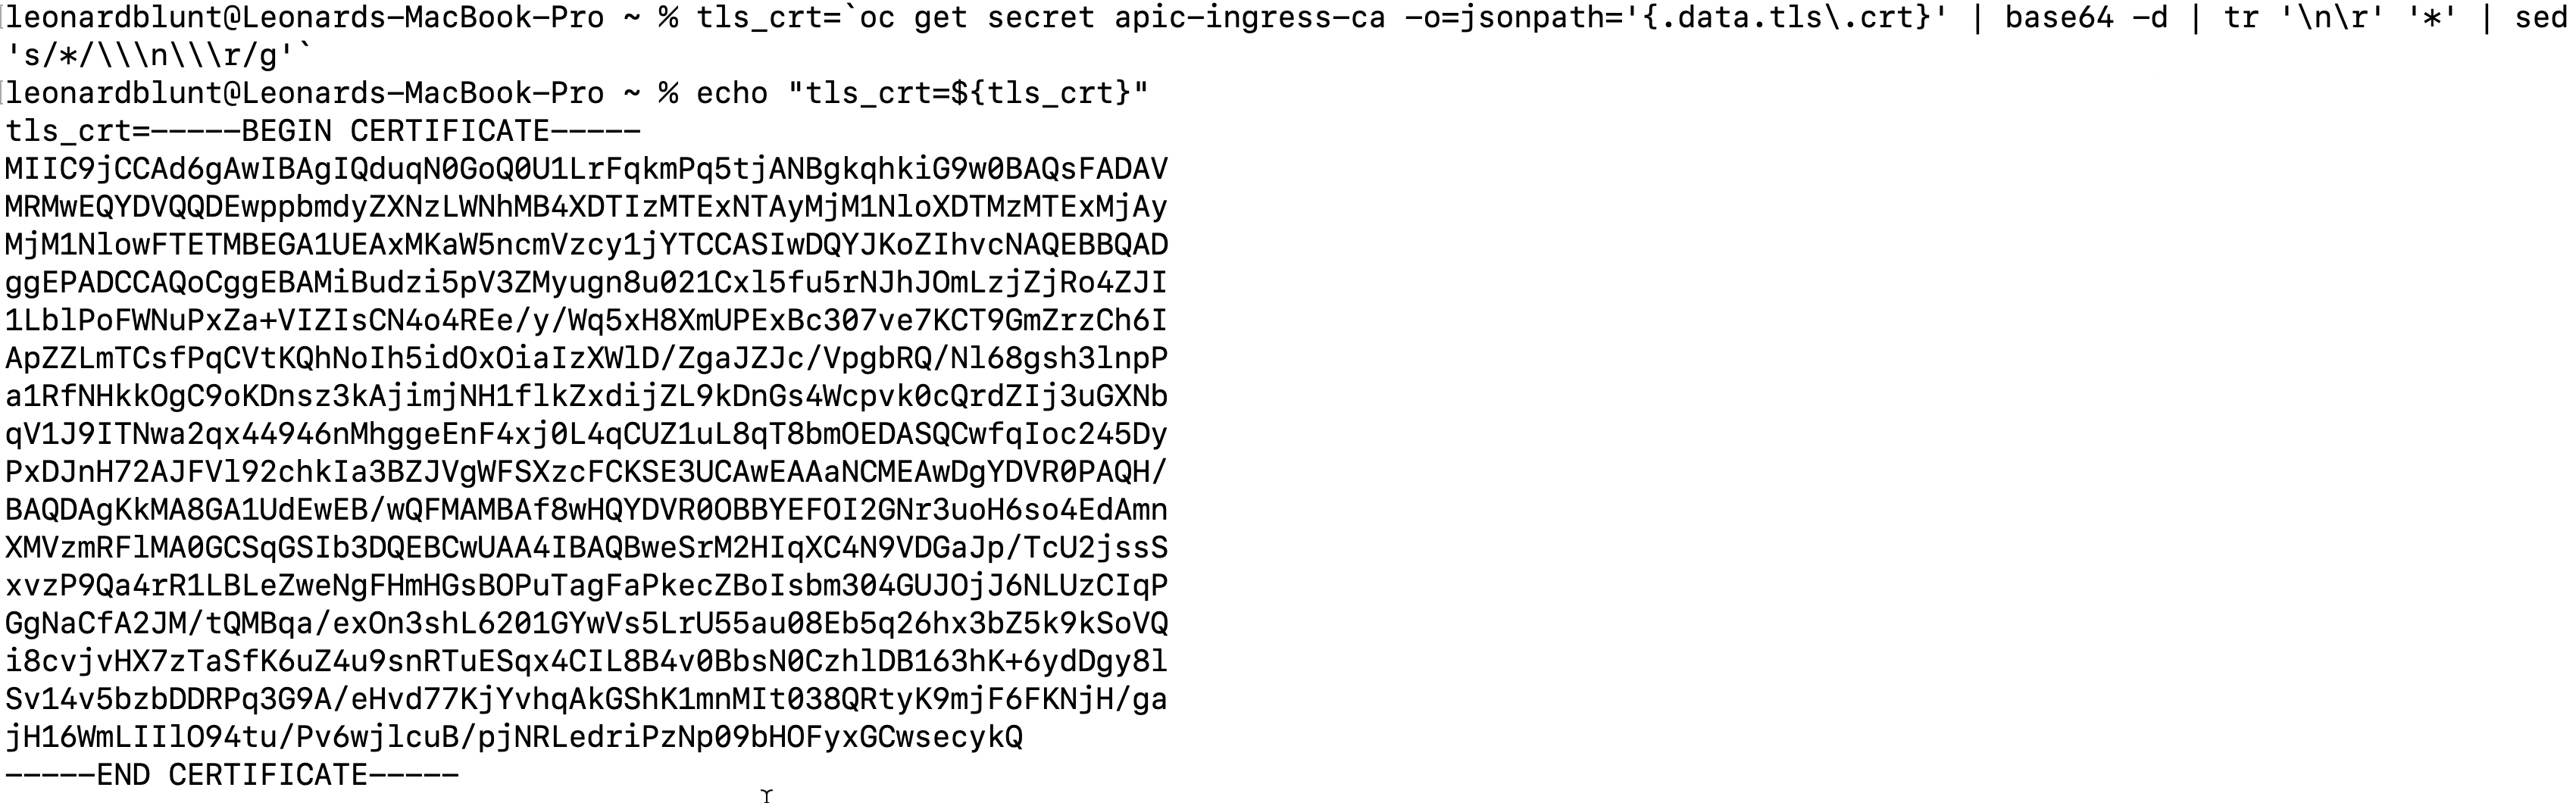 leonardblunt@Leonards-MacBook-Pro ~ % tls_crt=`oc get secret apic-ingress-ca -o=jsonpath='{.data.tls\.crt}' | base64 -d | tr '\n\r' '*' | sed
's/*/\\\n\\\r/g'`
leonardblunt@Leonards-MacBook-Pro ~ % echo "tls_crt=${tls_crt}"
tls_crt=-----BEGIN CERTIFICATE-----
MIIC9jCCAd6gAwIBAgIQduqN0GoQ0U1LrFqkmPq5tjANBgkqhkiG9w0BAQsFADAV
MRMwEQYDVQQDEwppbmdyZXNzLWNhMB4XDTIzMTExNTAyMjM1NloXDTMzMTExMjAy
MjM1NlowFTETMBEGA1UEAxMKaW5ncmVzcy1jYTCCASIwDQYJKoZIhvcNAQEBBQAD
ggEPADCCAQoCggEBAMiBudzi5pV3ZMyugn8u021Cxl5fu5rNJhJOmLzjZjRo4ZJI
1LblPoFWNuPxZa+VIZIsCN4o4REe/y/Wq5xH8XmUPExBc307ve7KCT9GmZrzCh6I
ApZZLmTCsfPqCVtKQhNoIh5idOxOiaIzXWlD/ZgaJZJc/VpgbRQ/Nl68gsh3lnpP
a1RfNHkkOgC9oKDnsz3kAjimjNH1flkZxdijZL9kDnGs4Wcpvk0cQrdZIj3uGXNb
qV1J9ITNwa2qx44946nMhggeEnF4xj0L4qCUZ1uL8qT8bmOEDASQCwfqIoc245Dy
PxDJnH72AJFVl92chkIa3BZJVgWFSXzcFCKSE3UCAwEAAaNCMEAwDgYDVR0PAQH/
BAQDAgKkMA8GA1UdEwEB/wQFMAMBAf8wHQYDVR0OBBYEFOI2GNr3uoH6so4EdAmn
XMVzmRFlMA0GCSqGSIb3DQEBCwUAA4IBAQBweSrM2HIqXC4N9VDGaJp/TcU2jssS
xvzP9Qa4rR1LBLeZweNgFHmHGsBOPuTagFaPkecZBoIsbm304GUJOjJ6NLUzCIqP
GgNaCfA2JM/tQMBqa/exOn3shL6201GYwVs5LrU55au08Eb5q26hx3bZ5k9kSoVQ
i8cvjvHX7zTaSfK6uZ4u9snRTuESqx4CIL8B4v0BbsN0CzhlDB163hK+6ydDgy8l
Sv14v5bzbDDRPq3G9A/eHvd77KjYvhqAkGShK1mnMIt038QRtyK9mjF6FKNjH/ga
jH16WmLIIlO94tu/Pv6wjlcuB/pjNRLedriPzNp09bHOFyxGCwsecykQ
-----END CERTIFICATE-----